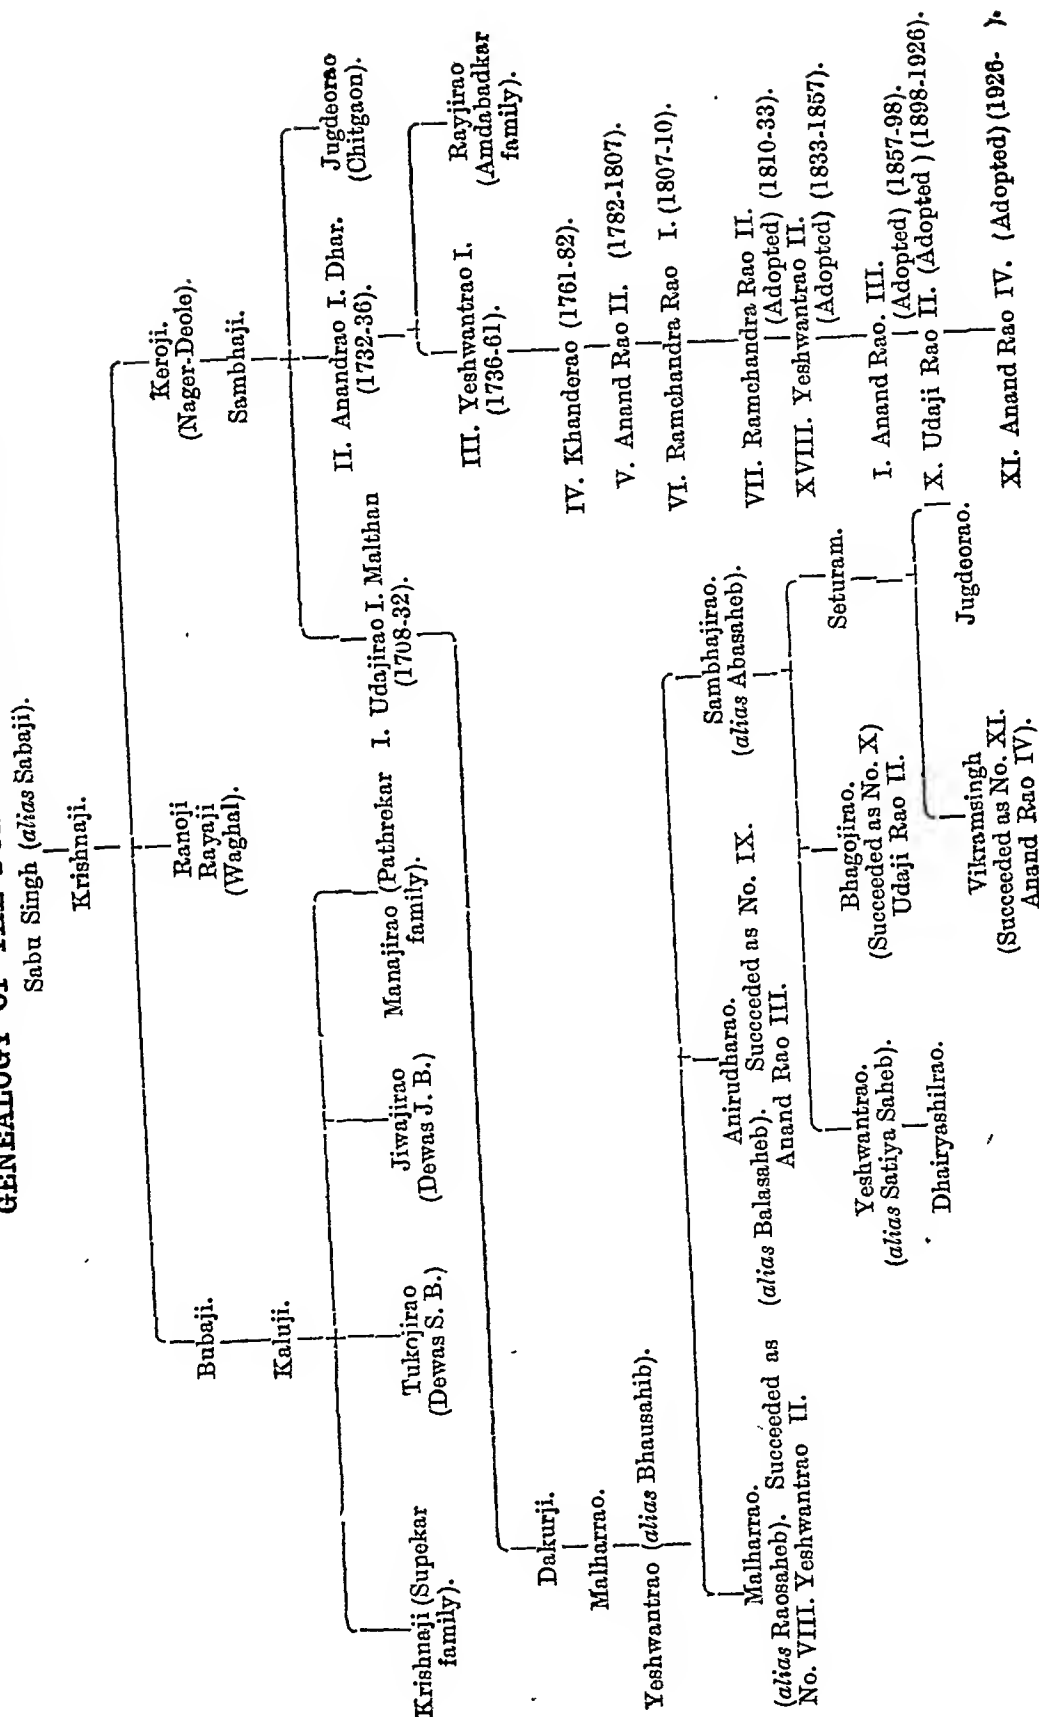 Sabu Singh (alias Sabaji).
Krishnaji.
Bubaji.
Kaluji.
Ranoji
Rayaji
(Waghal).
Keroji.
(Nager-Deole).
Sambhaji.
Krishnaji (Supekar
family).
Tukojirao
(Dewas S. B.)
Jiwajirao
(Dewas J. B.)
Manajirao (Pathrekar
family).
I. Udajirao I. Malthan
(1708-32).
II. Anandrao I. Dhar.
(1732-36).
Jugdeorao
(Chitgaon).
III. Yeshwantrao I.
(1736-61).
Rayjirao
(Amdabadkar
family).
Dakurji.
Malharrao.
Yeshwantrao (alias Bhausahib).
IV. Khanderao (1761-82).
V. Anand Rao II. (1782-1807).
VI. Ramchandra Rao I. (1807-10).
VII. Ramchandra Rao II.
(Adopted) (1810-33).
XVIII. Yeshwantrao II.
(Adopted) (1833-1857).
I. Anand Rao. III.
(Adopted) (1857-98).
X. Udaji Rao II. (Adopted) (1898-1926).
XI. Anand Rao IV. (Adopted) (1926- ).
Malharrao.
(alias Raosaheb). Succeeded as
No. VIII. Yeshwantrao II.
Anirudharao.
(alias Balasaheb). Succeeded as No. IX.
Anand Rao III.
Sambhajirao.
(alias Abasaheb).
Yeshwantrao.
(alias Satiya Saheb).
Dhairyashilrao.
Bhagojirao.
(Succeeded as No. X)
Udaji Rao II.
Seturam.
Vikramsingh
(Succeeded as No. XI.
Anand Rao IV).
Jugdeorao.